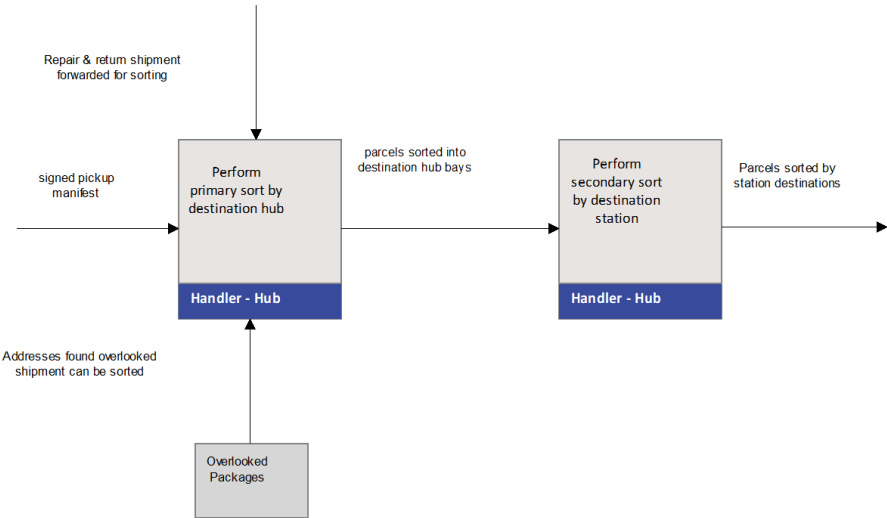 Repair & return shipment
forwarded for sorting
signed pickup
manifest
Perform
primary sort by
destination hub
Handler - Hub
parcels sorted into
destination hub bays
Perform
secondary sort
by destination
station
Handler - Hub
Parcels sorted by
station destinations
Addresses found overlooked
shipment can be sorted
Overlooked
Packages